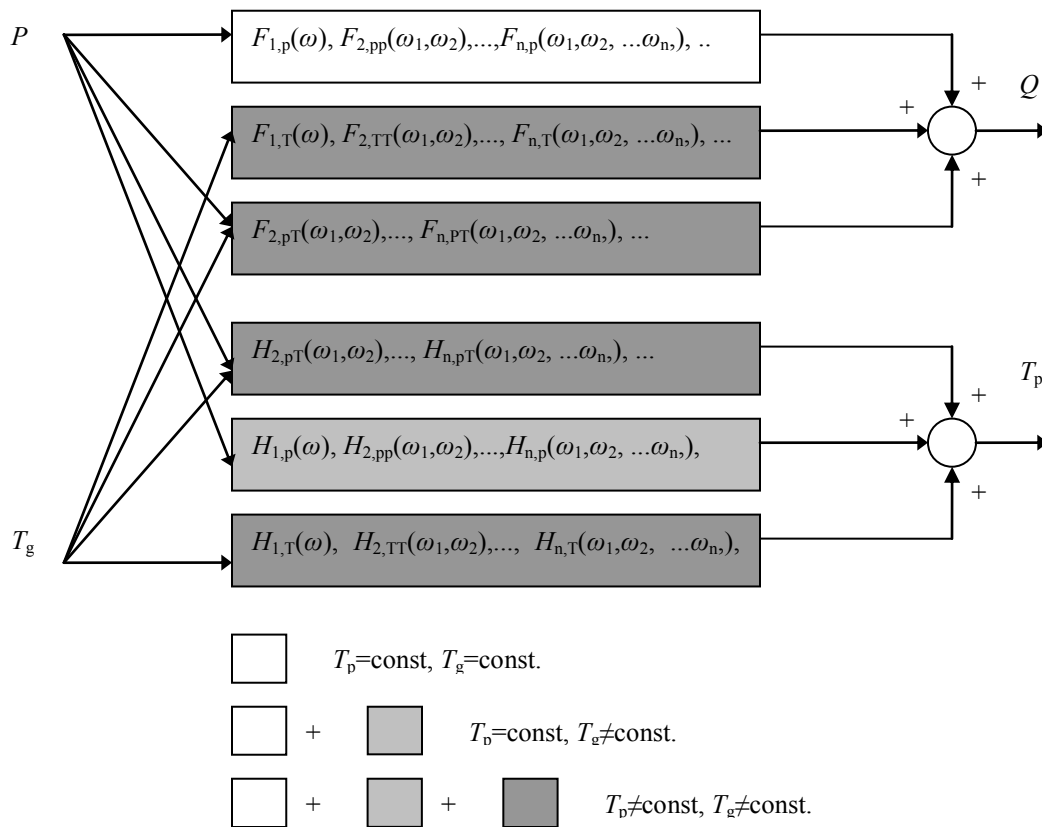 P
F1,p(ω), F2,pp(ω1,ω2),...,Fn,p(ω1,ω2, ...ωn,), ..
+
Q
+
F1,T(ω), F2,TT(ω1,ω2),..., Fn,T(ω1,ω2, ...ωn,), ...
+
F2,pT(ω1,ω2),..., Fn,PT(ω1,ω2, ...ωn,), ...
H2,pT(ω1,ω2),..., Hn,pT(ω1,ω2, ...ωn,), ...
Tp
+
+
H1,p(ω), H2,pp(ω1,ω2),...,Hn,p(ω1,ω2, ...ωn,),
+
Tg
H1,T(ω), H2,TT(ω1,ω2),..., Hn,T(ω1,ω2, ...ωn,),
Tp=const, Tg=const.
+ Tp=const, Tg≠const.
+ + Tp≠const, Tg≠const.